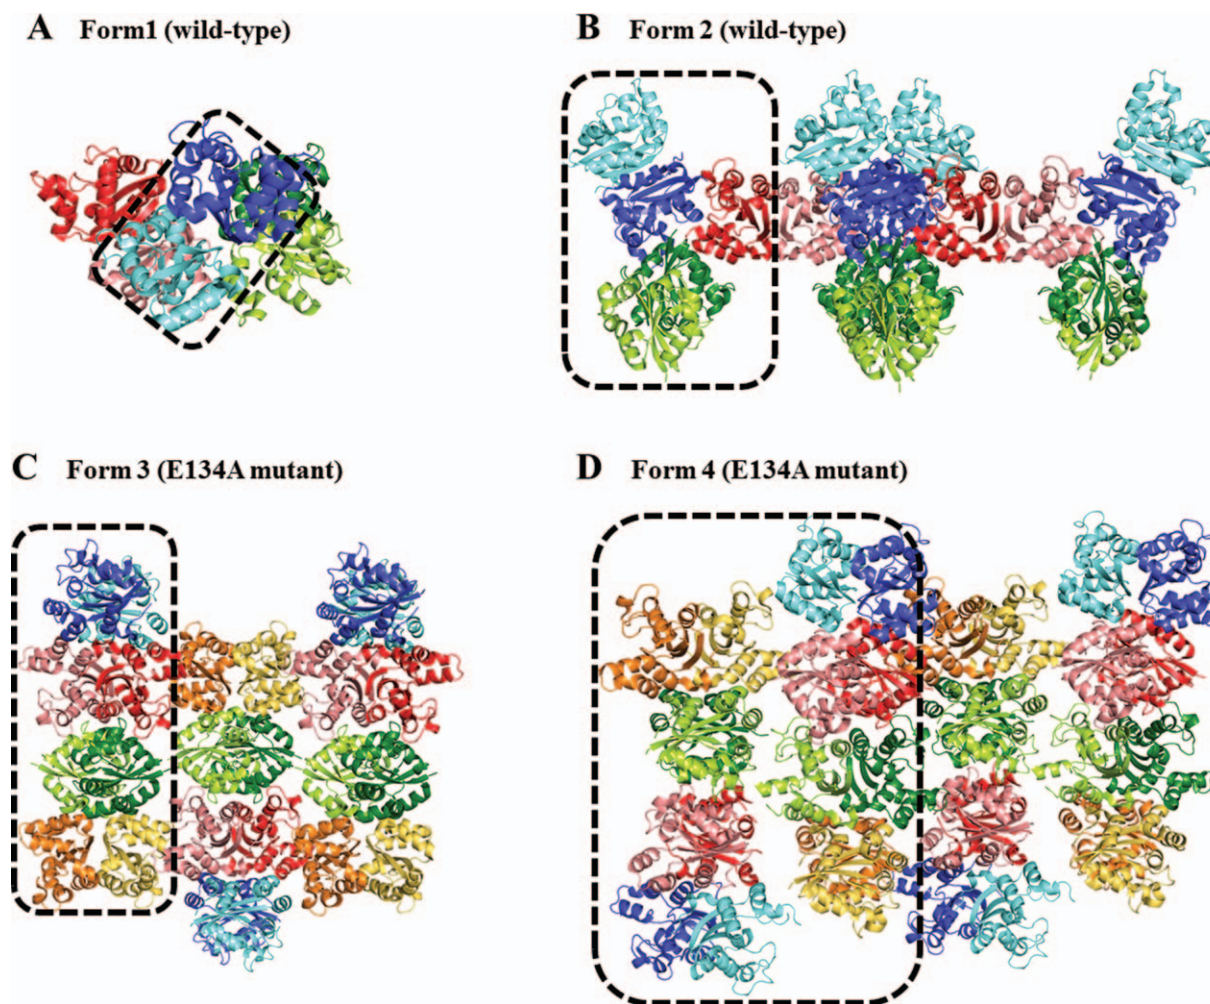 A Form1 (wild-type)
B Form 2 (wild-type)
C Form 3 (E134A mutant)
D Form 4 (E134A mutant)